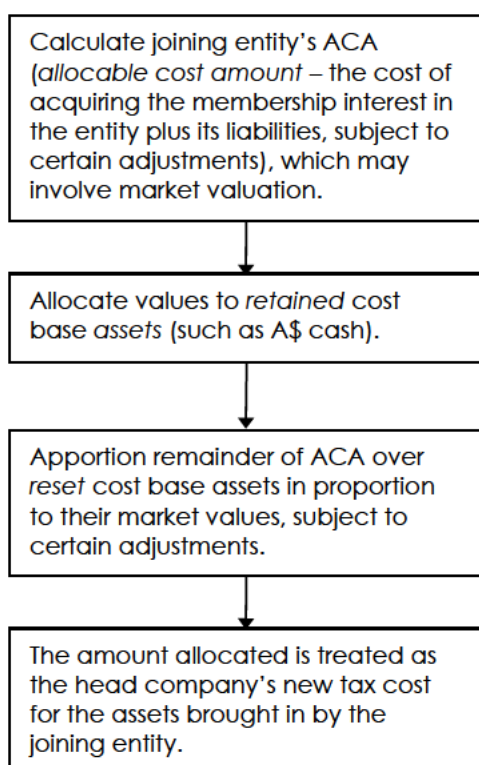 Calculate joining entity's ACA
(allocable cost amount – the cost of
acquiring the membership interest in
the entity plus its liabilities, subject to
certain adjustments), which may
involve market valuation.
Allocate values to retained cost
base assets (such as A$ cash).
Apportion remainder of ACA over
reset cost base assets in proportion
to their market values, subject to
certain adjustments.
The amount allocated is treated as
the head company's new tax cost
for the assets brought in by the
joining entity.